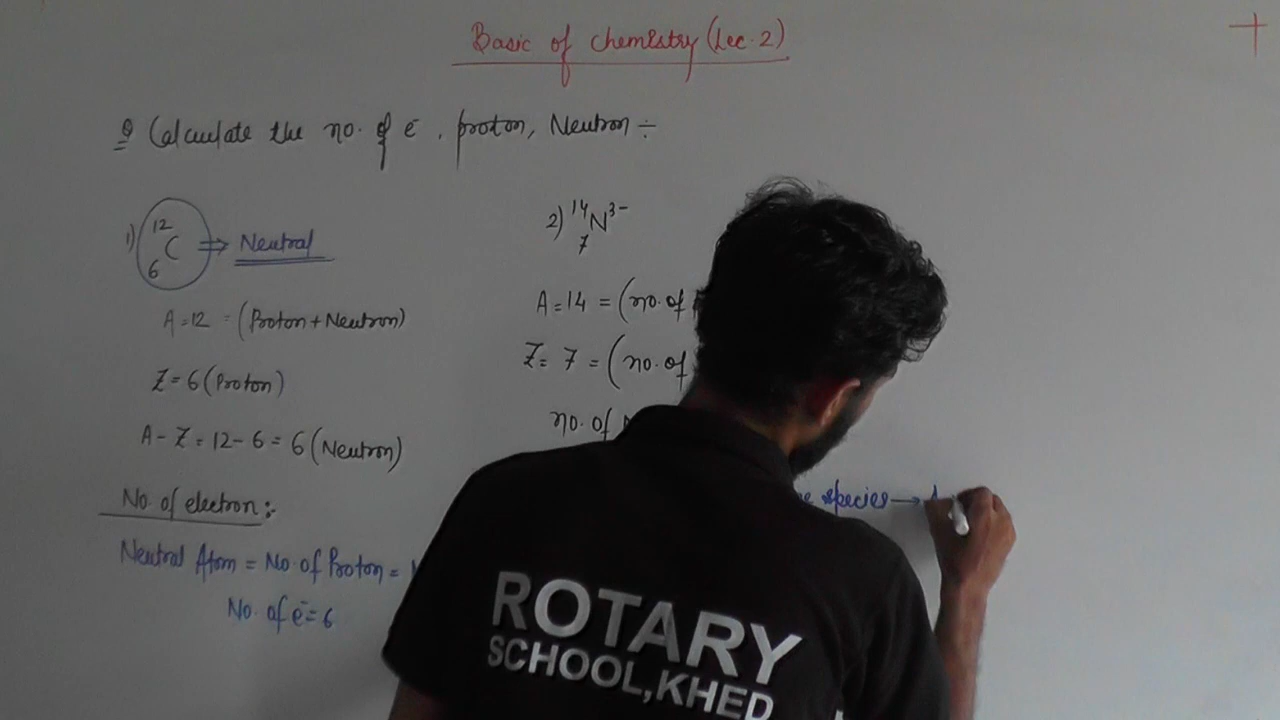 Basic of chemistry (Lec. 2)
Q Calculate the no. of e⁻, proton, Neutron ÷
1) ¹²₆C ⇒ Neutral
A = 12 = (Proton + Neutron)
Z = 6 (Proton)
A - Z = 12 - 6 = 6 (Neutron)
No. of electron :-
Neutral Atom = No. of Proton =
No. of e⁻ = 6
2) ¹⁴₇N³⁻
A = 14 = (no. of
Z = 7 = (no. of
no. of
species →
ROTARY
SCHOOL, KHED